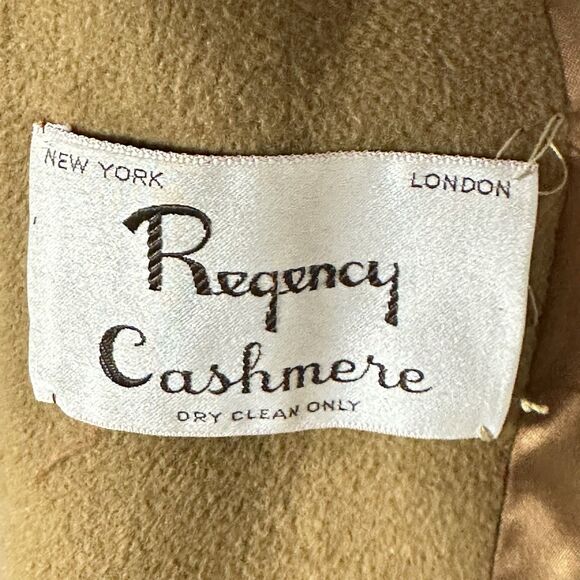 NEW YORK LONDON
Regency
Cashmere
DRY CLEAN ONLY